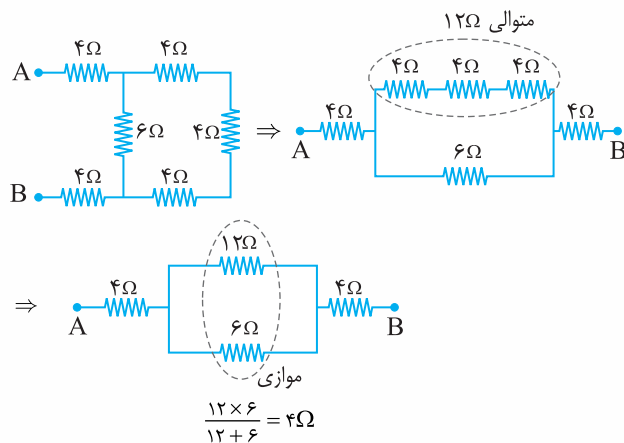 ۱۲Ω متوالی
۴Ω ۴Ω
A
۶Ω
۴Ω
B
۴Ω ۴Ω
⇒
۴Ω ۴Ω ۴Ω
۴Ω ۴Ω
A B
۶Ω
⇒
۱۲Ω
۴Ω ۴Ω
A B
۶Ω
موازی
۱۲×۶ / ۱۲+۶ = ۴Ω